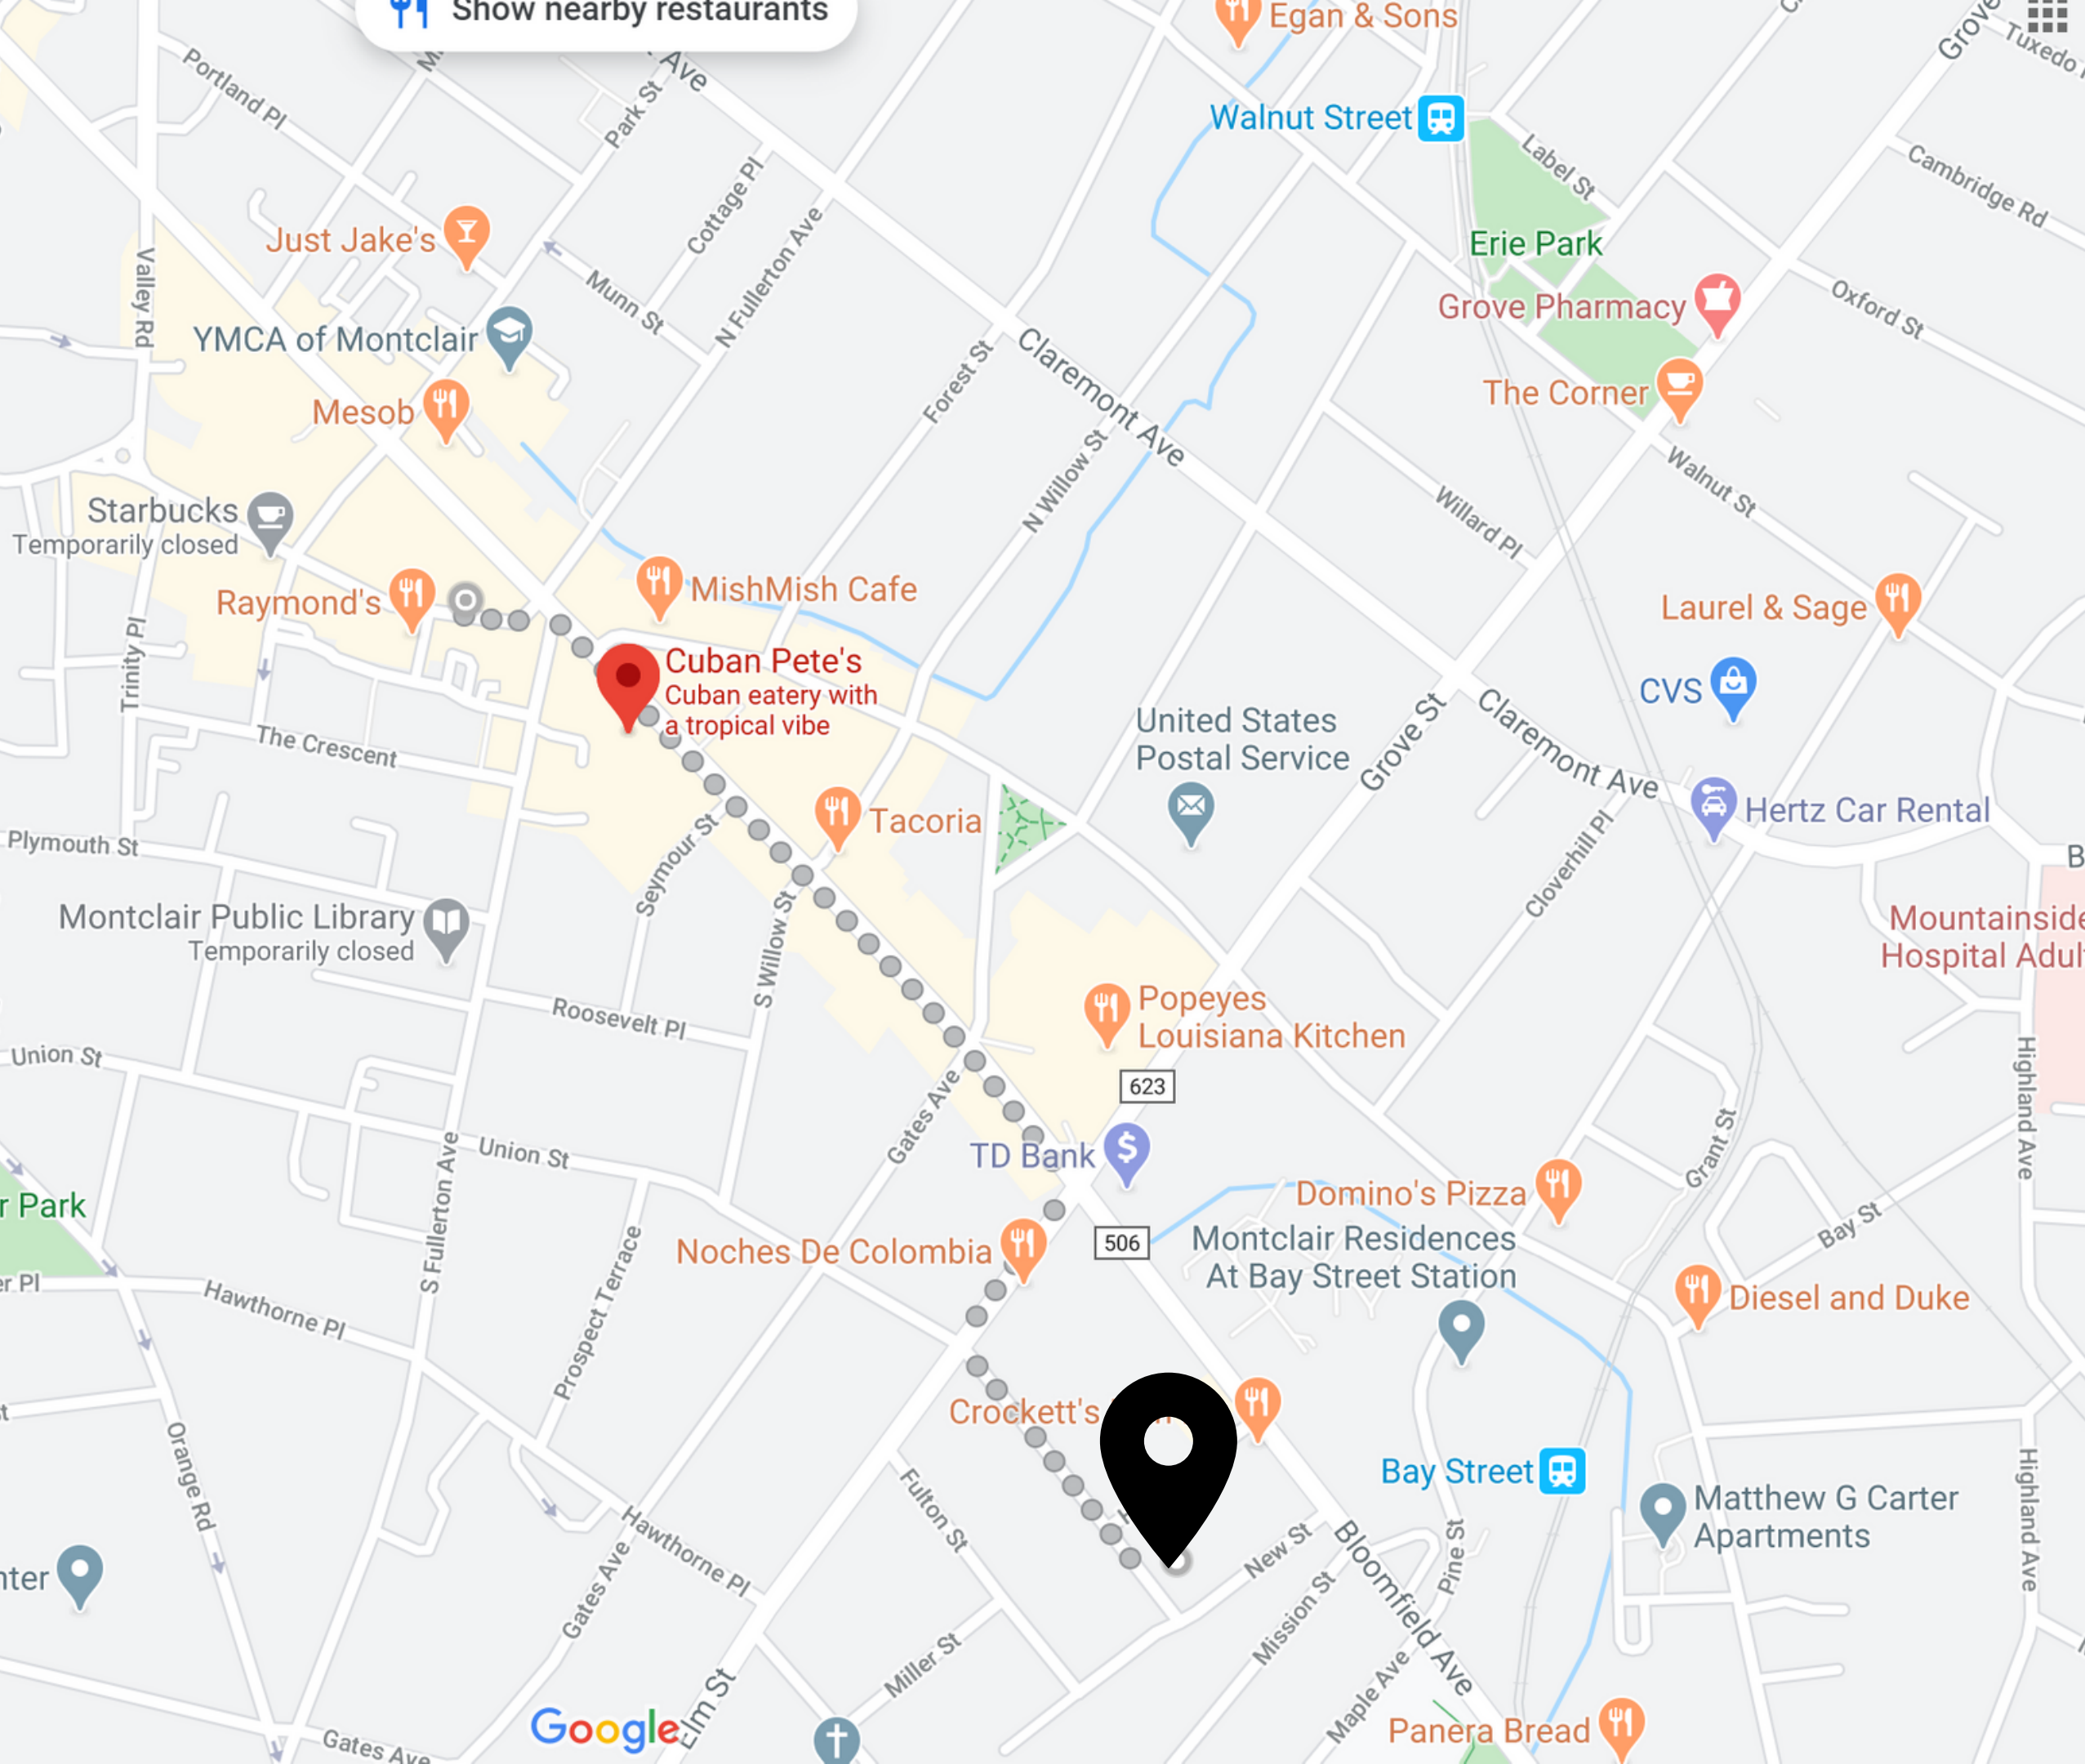 Show nearby restaurants
Egan & Sons
Grove
Tuxedo
Portland Pl
Ave
Park St
Walnut Street
Label St
Cambridge Rd
Cottage Pl
Just Jake's
Valley Rd
Munn St
N Fullerton Ave
Erie Park
Grove Pharmacy
Oxford St
YMCA of Montclair
Forest St
Claremont Ave
The Corner
Mesob
N Willow St
Walnut St
Willard Pl
Starbucks
Temporarily closed
Raymond's
MishMish Cafe
Laurel & Sage
Trinity Pl
Cuban Pete's
Cuban eatery with
a tropical vibe
CVS
The Crescent
United States
Postal Service
Grove St
Claremont Ave
Hertz Car Rental
Tacoria
Plymouth St
Seymour St
Cloverhill Pl
B
Montclair Public Library
Temporarily closed
S Willow St
Mountainside
Hospital Adul
Roosevelt Pl
Popeyes
Louisiana Kitchen
Union St
623
Highland Ave
Gates Ave
Union St
TD Bank
Grant St
S Fullerton Ave
r Park
Domino's Pizza
Bay St
506
Noches De Colombia
Montclair Residences
At Bay Street Station
er Pl
Hawthorne Pl
Prospect Terrace
Diesel and Duke
Crockett's
Orange Rd
Bay Street
Highland Ave
Fulton St
Matthew G Carter
Apartments
Hawthorne Pl
New St
Pine St
nter
Gates Ave
Mission St
Bloomfield Ave
Miller St
Maple Ave
Elm St
Google
Panera Bread
Gates Ave